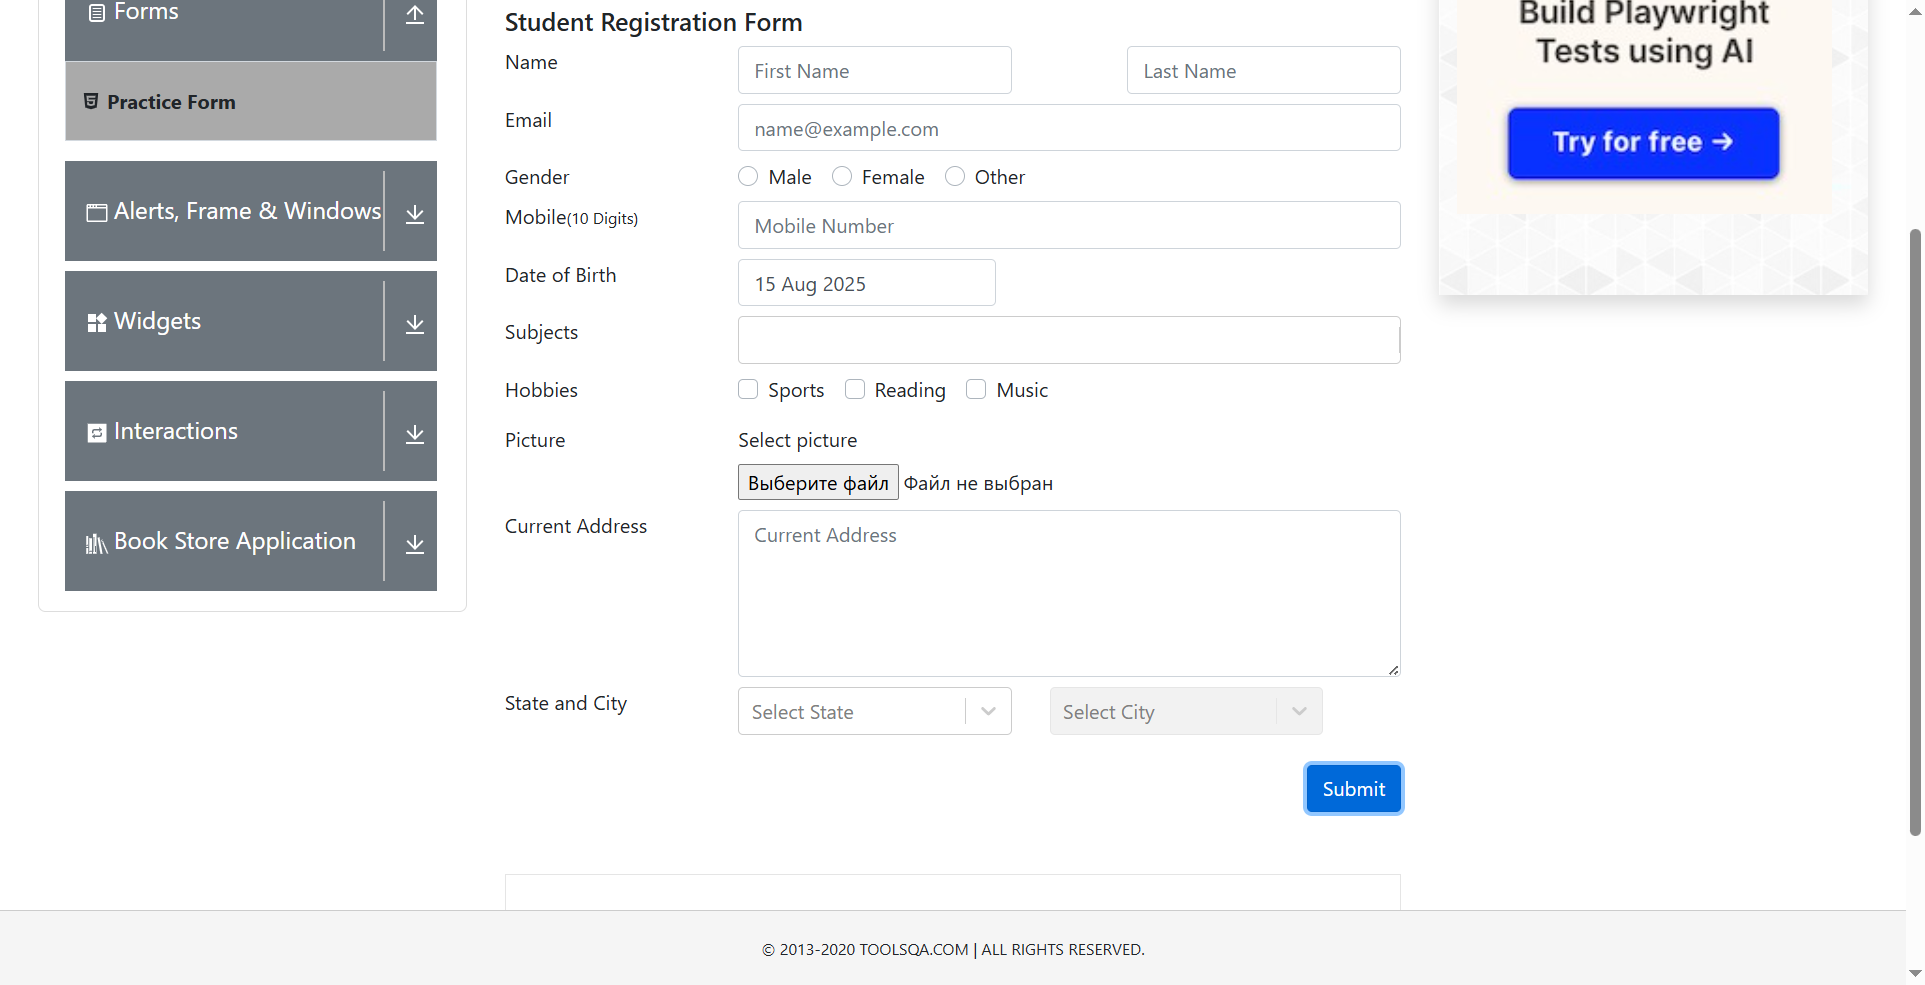 Forms
Practice Form
Alerts, Frame & Windows
Widgets
Interactions
Book Store Application
Student Registration Form
Name
First Name
Last Name
Email
name@example.com
Gender
Male
Female
Other
Mobile(10 Digits)
Mobile Number
Date of Birth
15 Aug 2025
Subjects
Hobbies
Sports
Reading
Music
Picture
Select picture
Выберите файл
Файл не выбран
Current Address
Current Address
State and City
Select State
Select City
Submit
Build Playwright
Tests using AI
Try for free →
© 2013-2020 TOOLSQA.COM | ALL RIGHTS RESERVED.